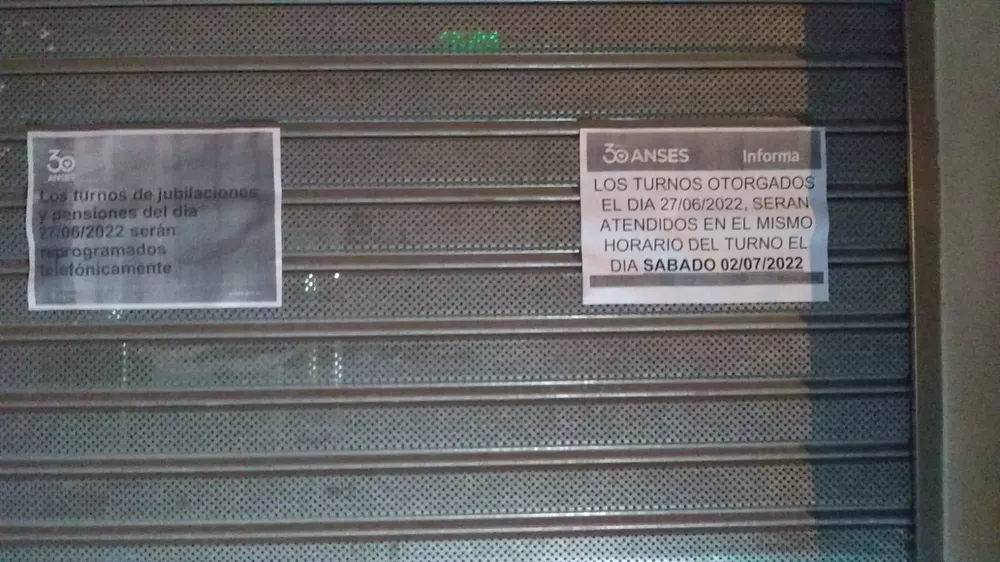 30
ANSES
Los turnos de jubilaciones
y pensiones del dia
27/06/2022 serán
reprogramados
telefónicamente
30 ANSES Informa
LOS TURNOS OTORGADOS
EL DIA 27/06/2022, SERAN
ATENDIDOS EN EL MISMO
HORARIO DEL TURNO EL
DIA SABADO 02/07/2022